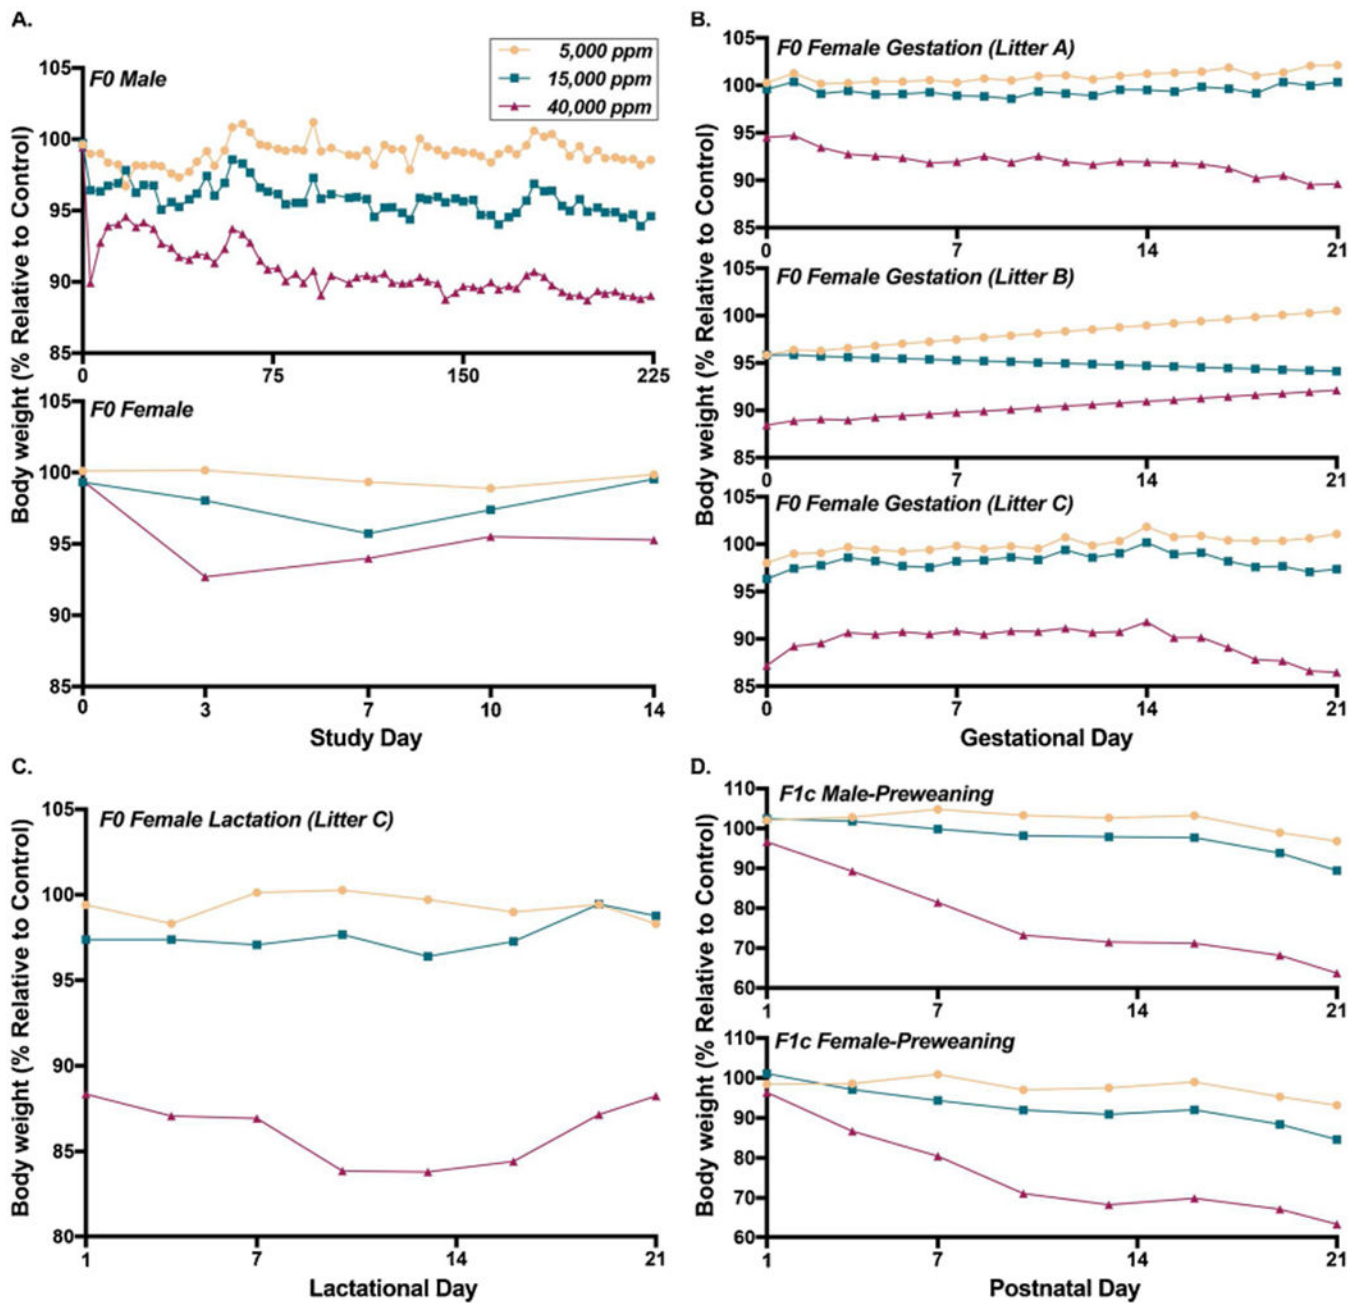 A.
5,000 ppm
15,000 ppm
40,000 ppm
F0 Male
Body weight (% Relative to Control)
105
100
95
90
85
0 75 150 225
F0 Female
105
100
95
90
85
0 3 7 10 14
Study Day
B.
F0 Female Gestation (Litter A)
Body weight (% Relative to Control)
105
100
95
90
85
0 7 14 21
F0 Female Gestation (Litter B)
105
100
95
90
85
0 7 14 21
F0 Female Gestation (Litter C)
105
100
95
90
85
0 7 14 21
Gestational Day
C.
F0 Female Lactation (Litter C)
Body weight (% Relative to Control)
105
100
95
90
85
80
1 7 14 21
Lactational Day
D.
F1c Male-Preweaning
Body weight (% Relative to Control)
110
100
90
80
70
60
1 7 14 21
F1c Female-Preweaning
110
100
90
80
70
60
1 7 14 21
Postnatal Day